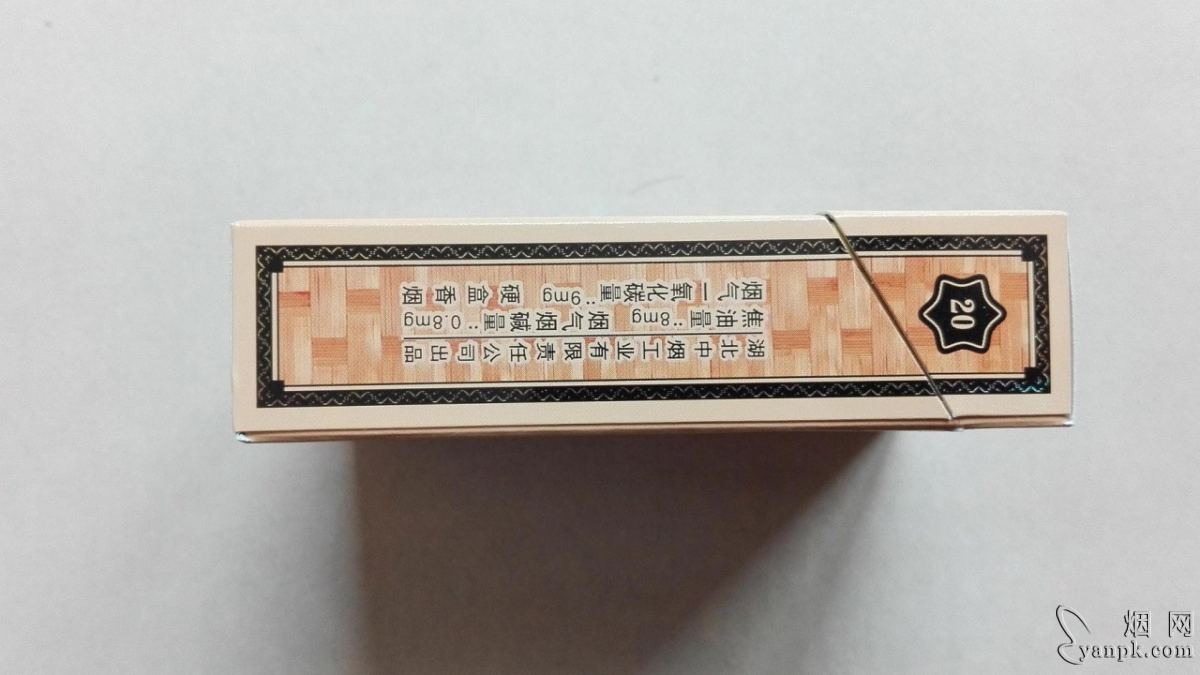 湖北中烟工业有限责任公司出品
焦油量:8mg 烟气烟碱量:0.8mg
烟气一氧化碳量:9mg 硬盒香烟
20
烟网
yanpk.com